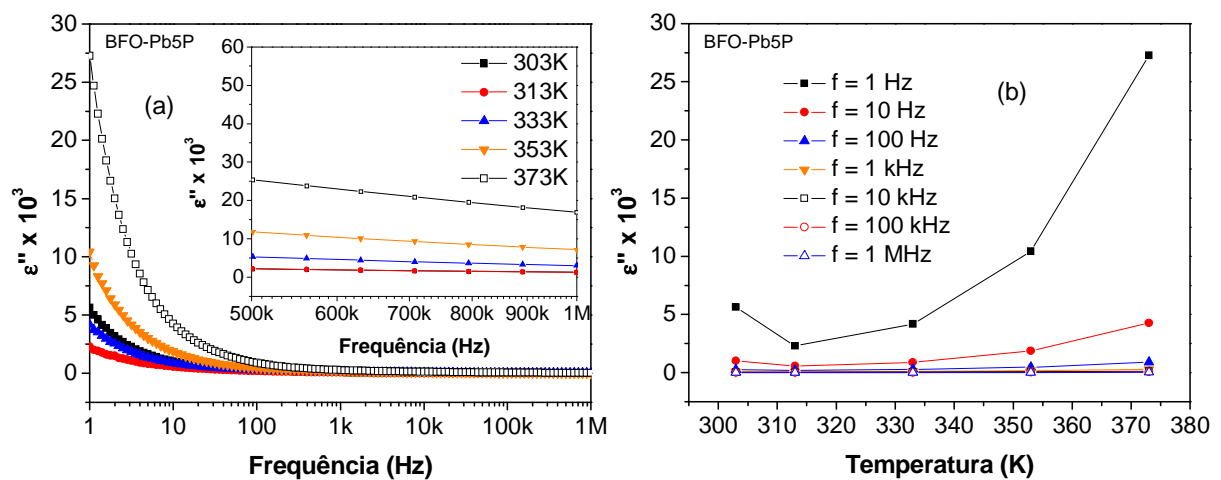 BFO-Pb5P
(a)
30
25
20
15
10
5
0
ε" x 10³
1
10
100
1k
10k
100k
1M
Frequência (Hz)
60
50
40
30
20
10
0
ε" x 10³
500k
600k
700k
800k
900k
1M
Frequência (Hz)
303K
313K
333K
353K
373K
BFO-Pb5P
(b)
30
25
20
15
10
5
0
ε" x 10³
f = 1 Hz
f = 10 Hz
f = 100 Hz
f = 1 kHz
f = 10 kHz
f = 100 kHz
f = 1 MHz
300
310
320
330
340
350
360
370
380
Temperatura (K)